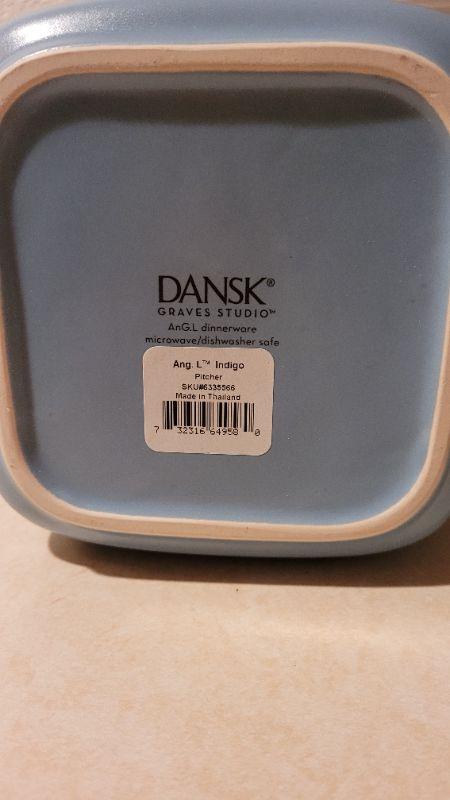 DANSK®
GRAVES STUDIO™
AnG.L dinnerware
microwave/dishwasher safe
Ang. L™ Indigo
Pitcher
SKU#6335566
Made in Thailand
7 32316 64958 0